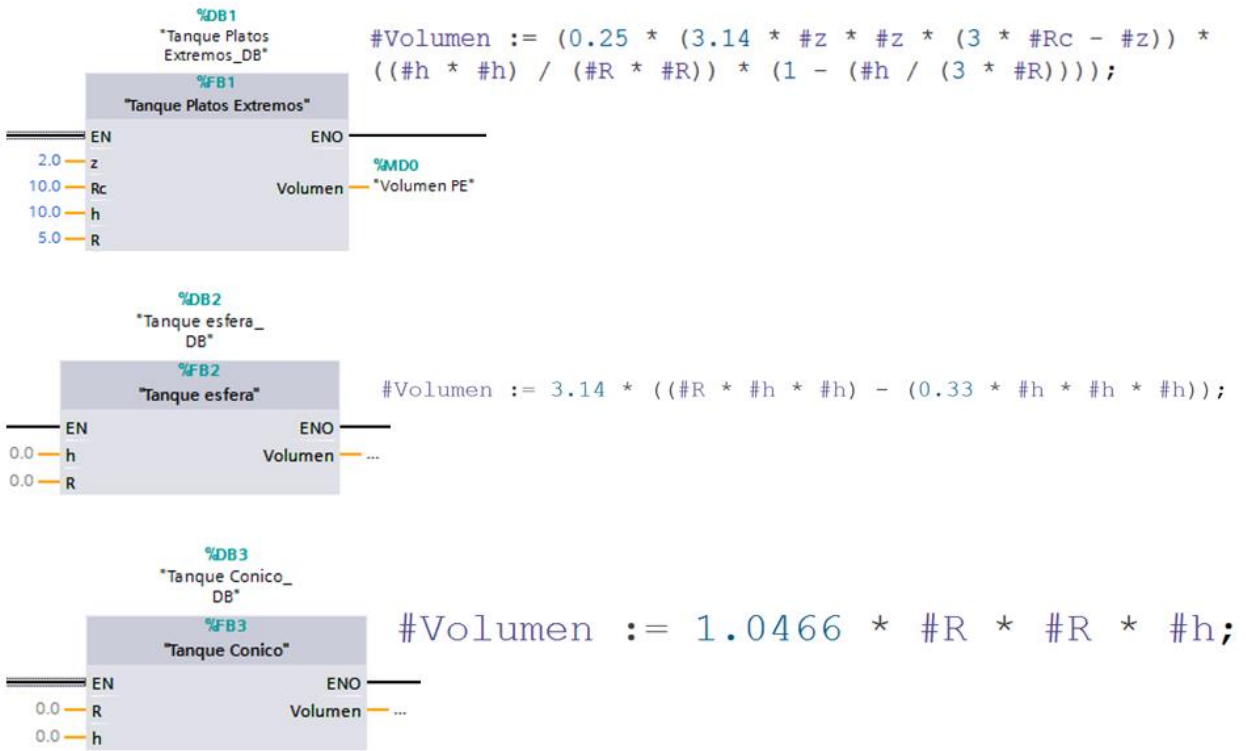 %DB1
"Tanque Platos
Extremos_DB"
#Volumen := (0.25 * (3.14 * #z * #z * (3 * #Rc - #z)) *
((#h * #h) / (#R * #R)) * (1 - (#h / (3 * #R))));
%FB1
"Tanque Platos Extremos"
EN ENO
2.0 z
10.0 Rc Volumen %MD0 "Volumen PE"
10.0 h
5.0 R
%DB2
"Tanque esfera_
DB"
%FB2
"Tanque esfera"
#Volumen := 3.14 * ((#R * #h * #h) - (0.33 * #h * #h * #h));
EN ENO
0.0 h Volumen ...
0.0 R
%DB3
"Tanque Conico_
DB"
%FB3
"Tanque Conico"
#Volumen := 1.0466 * #R * #R * #h;
EN ENO
0.0 R Volumen ...
0.0 h